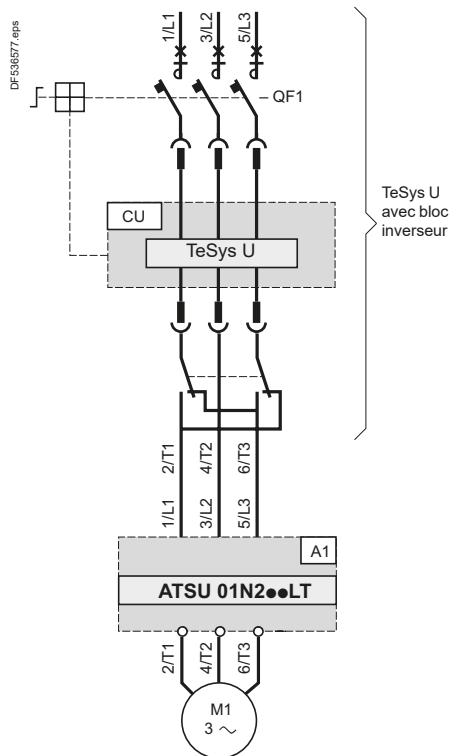 DF536577.eps
1/L1
3/L2
5/L3
QF1
CU
TeSys U
TeSys U
avec bloc
inverseur
2/T1
4/T2
6/T3
1/L1
3/L2
5/L3
A1
ATSU 01N2●●LT
2/T1
4/T2
6/T3
M1
3 ~